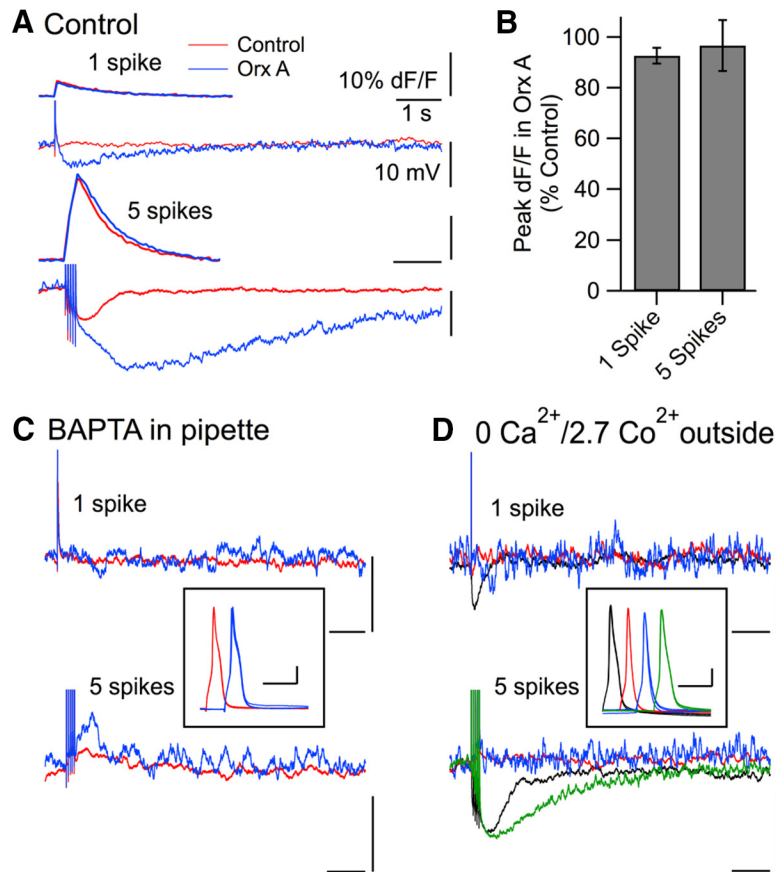 A Control
Control
Orx A
1 spike
10% dF/F
1 s
10 mV
5 spikes
B
Peak dF/F in Orx A
(% Control)
100
80
60
40
20
0
1 Spike
5 Spikes
C BAPTA in pipette
1 spike
5 spikes
D 0 Ca²⁺/2.7 Co²⁺ outside
1 spike
5 spikes